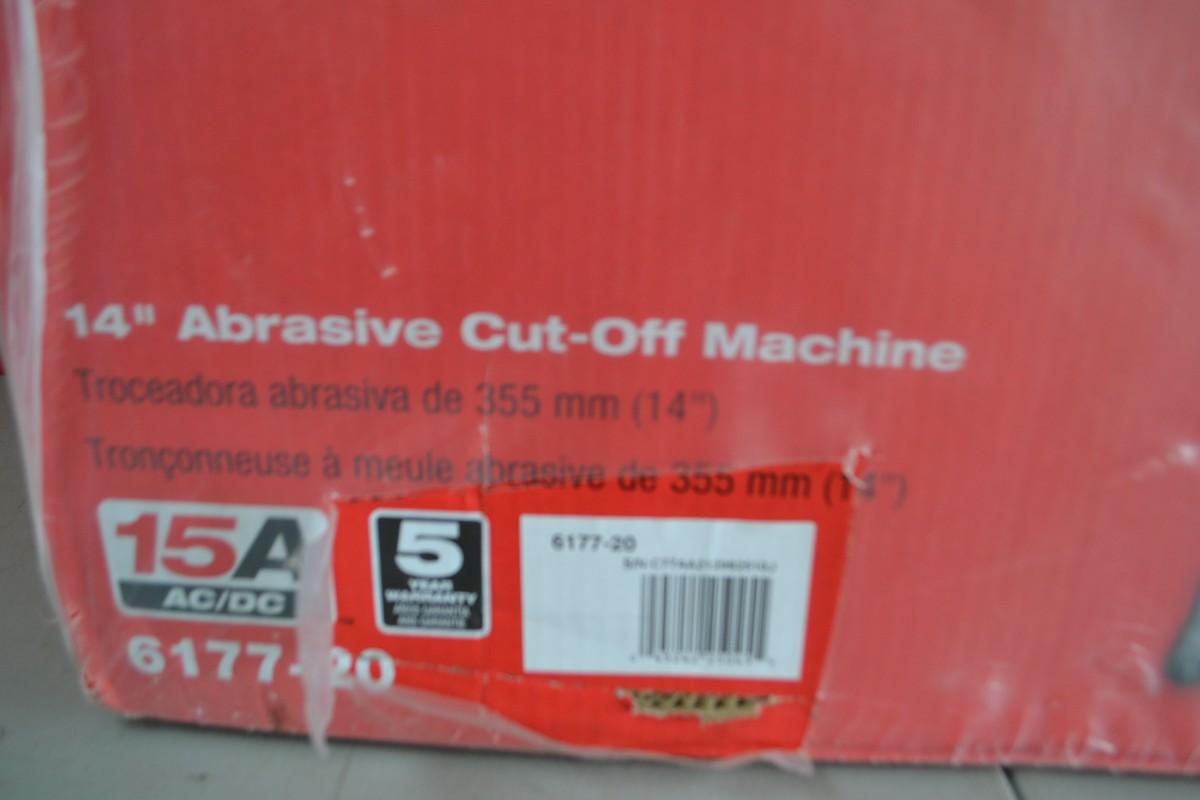 14" Abrasive Cut-Off Machine
Troceadora abrasiva de 355 mm (14")
Tronçonneuse à meule abrasive de 355 mm (14")
15A
AC/DC
5
YEAR
WARRANTY
6177-20
S/N
6177-20